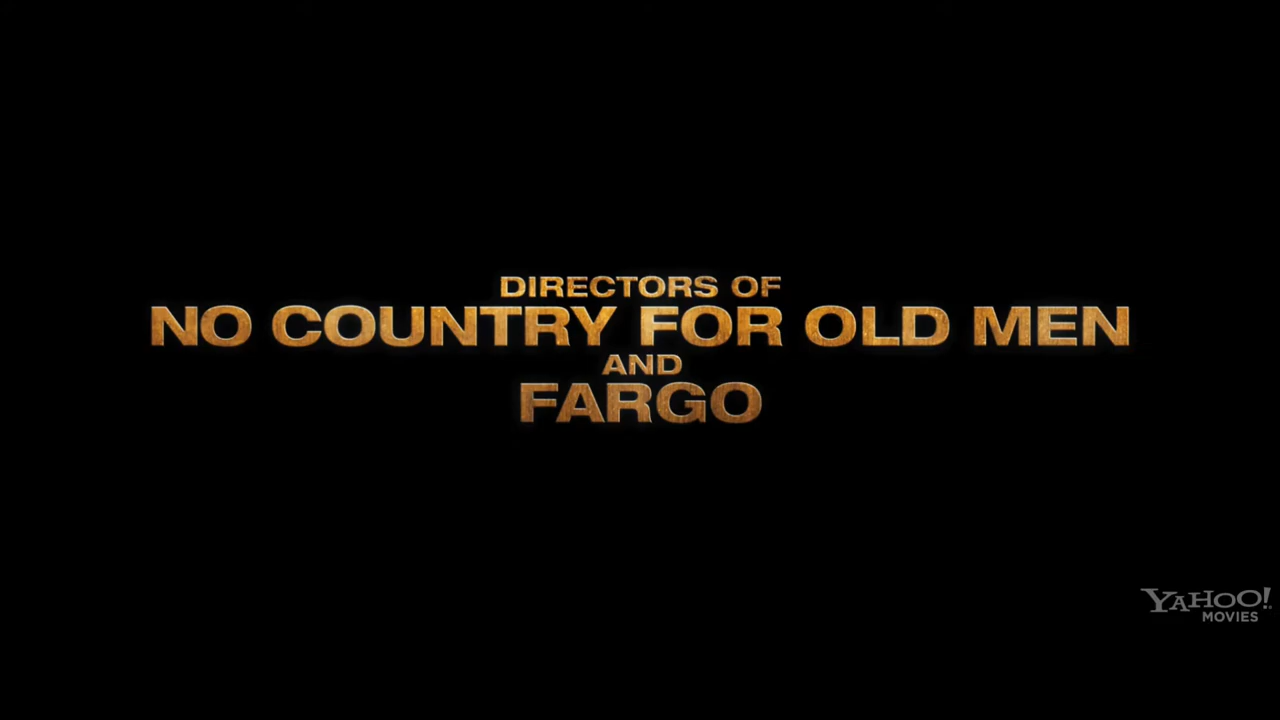 DIRECTORS OF
NO COUNTRY FOR OLD MEN
AND
FARGO
YAHOO!
MOVIES